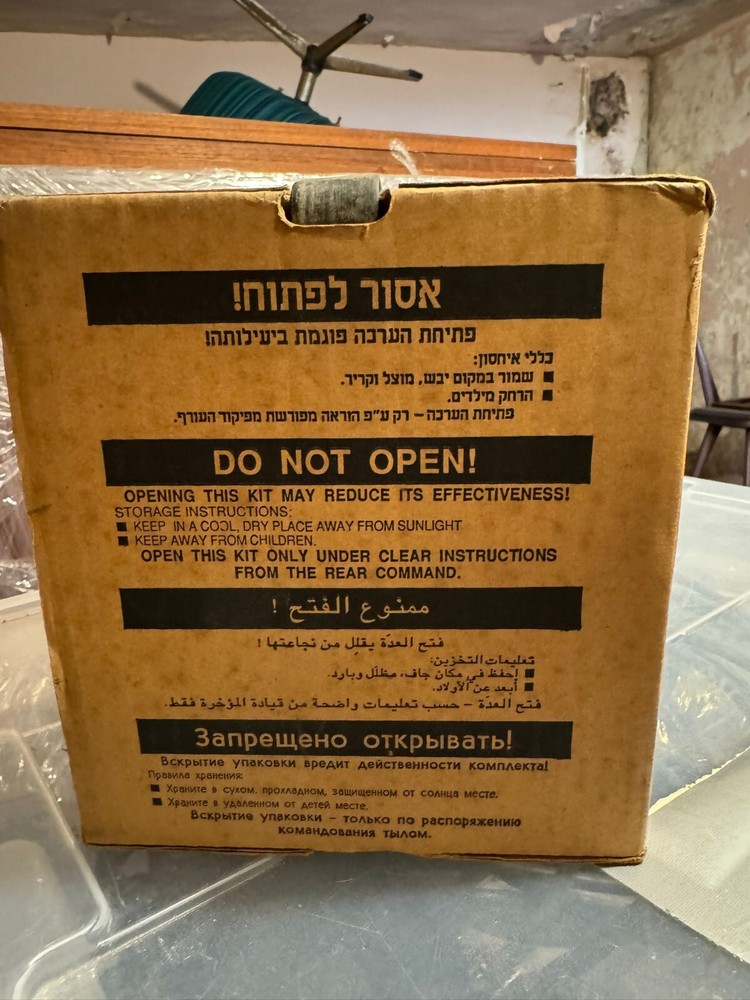 אסור לפתוח!
פתיחת הערכה פוגמת ביעילותה!
כללי איחסון:
■ שמור במקום יבש, מוצל וקריר.
■ הרחק מילדים.
פתיחת הערכה – רק ע״פ הוראה מפורשת מפיקוד העורף.
DO NOT OPEN!
OPENING THIS KIT MAY REDUCE ITS EFFECTIVENESS!
STORAGE INSTRUCTIONS:
■ KEEP IN A COOL, DRY PLACE AWAY FROM SUNLIGHT
■ KEEP AWAY FROM CHILDREN.
OPEN THIS KIT ONLY UNDER CLEAR INSTRUCTIONS
FROM THE REAR COMMAND.
ممنوع الفتح !
فتح العدّة يقلل من نجاعتها !
تعليمات التخزين:
■ إحفظ في مكان جاف، مظلّل وبارد.
■ أبعد عن الأولاد.
فتح العدّة – حسب تعليمات واضحة من قيادة المؤخرة فقط.
Запрещено открывать!
Вскрытие упаковки вредит действенности комплекта!
Правила хранения:
■ Храните в сухом, прохладном, защищенном от солнца месте.
■ Храните в удаленном от детей месте.
Вскрытие упаковки – только по распоряжению
командования тылом.